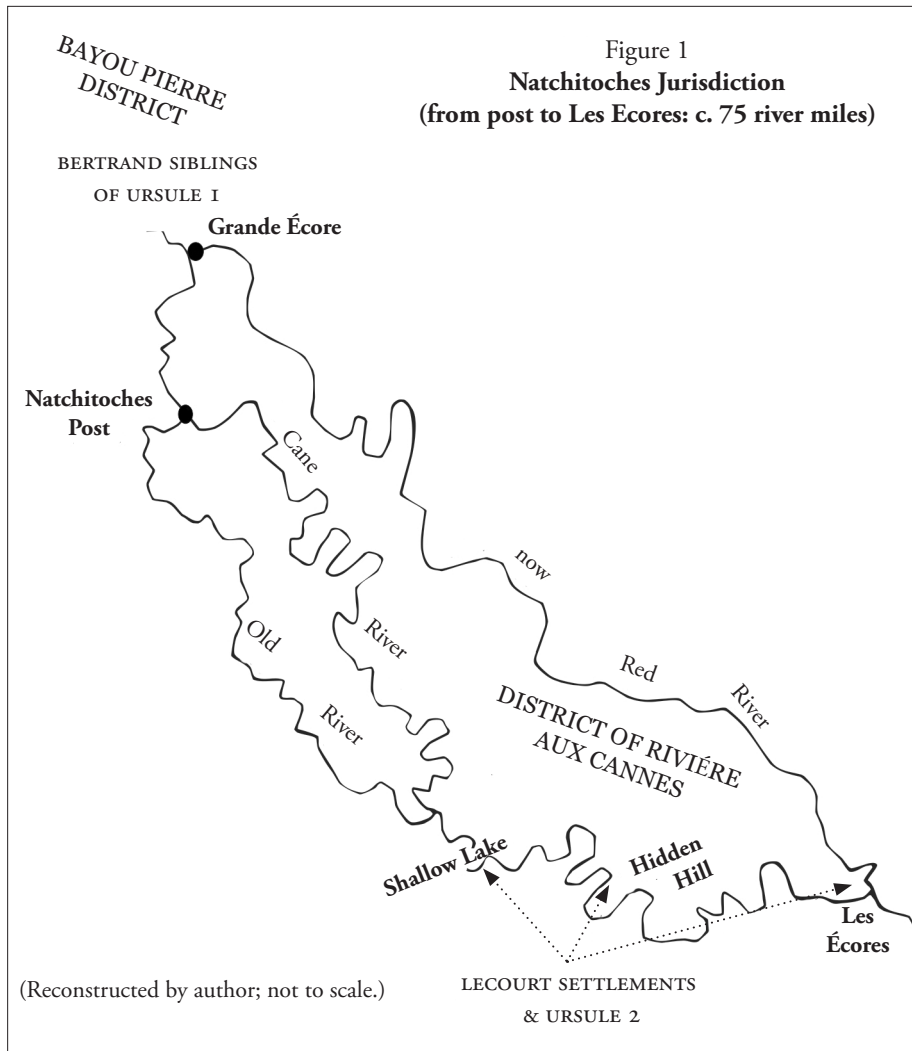 Figure 1
Natchitoches Jurisdiction
(from post to Les Ecores: c. 75 river miles)
BAYOU PIERRE
DISTRICT
BERTRAND SIBLINGS
OF URSULE 1
Grande Écore
Natchitoches
Post
Cane
River
Old
River
now
Red
River
DISTRICT OF RIVIÉRE
AUX CANNES
Shallow Lake
Hidden
Hill
Les
Écores
LECOURT SETTLEMENTS
& URSULE 2
(Reconstructed by author; not to scale.)